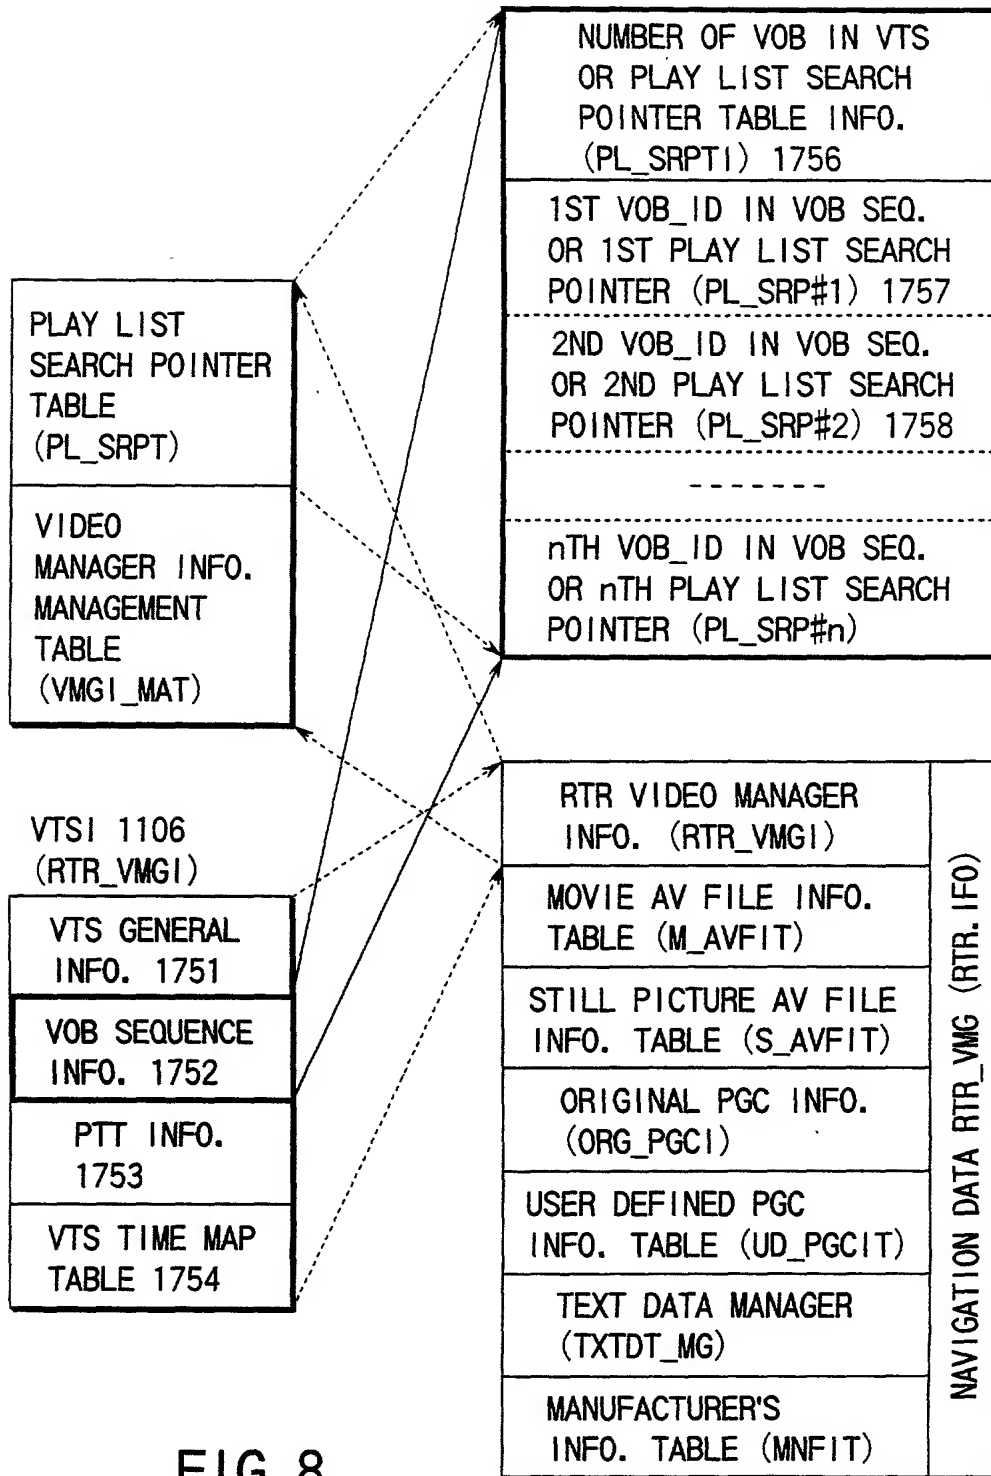 NUMBER OF VOB IN VTS
OR PLAY LIST SEARCH
POINTER TABLE INFO.
(PL_SRPTI) 1756
1ST VOB_ID IN VOB SEQ.
OR 1ST PLAY LIST SEARCH
POINTER (PL_SRP#1) 1757
2ND VOB_ID IN VOB SEQ.
OR 2ND PLAY LIST SEARCH
POINTER (PL_SRP#2) 1758
-------
nTH VOB_ID IN VOB SEQ.
OR nTH PLAY LIST SEARCH
POINTER (PL_SRP#n)
PLAY LIST
SEARCH POINTER
TABLE
(PL_SRPT)
VIDEO
MANAGER INFO.
MANAGEMENT
TABLE
(VMGI_MAT)
VTSI 1106
(RTR_VMGI)
VTS GENERAL
INFO. 1751
VOB SEQUENCE
INFO. 1752
PTT INFO.
1753
VTS TIME MAP
TABLE 1754
RTR VIDEO MANAGER
INFO. (RTR_VMGI)
MOVIE AV FILE INFO.
TABLE (M_AVFIT)
STILL PICTURE AV FILE
INFO. TABLE (S_AVFIT)
ORIGINAL PGC INFO.
(ORG_PGCI)
USER DEFINED PGC
INFO. TABLE (UD_PGCIT)
TEXT DATA MANAGER
(TXTDT_MG)
MANUFACTURER'S
INFO. TABLE (MNFIT)
NAVIGATION DATA RTR_VMG (RTR.IFO)
FIG. 8